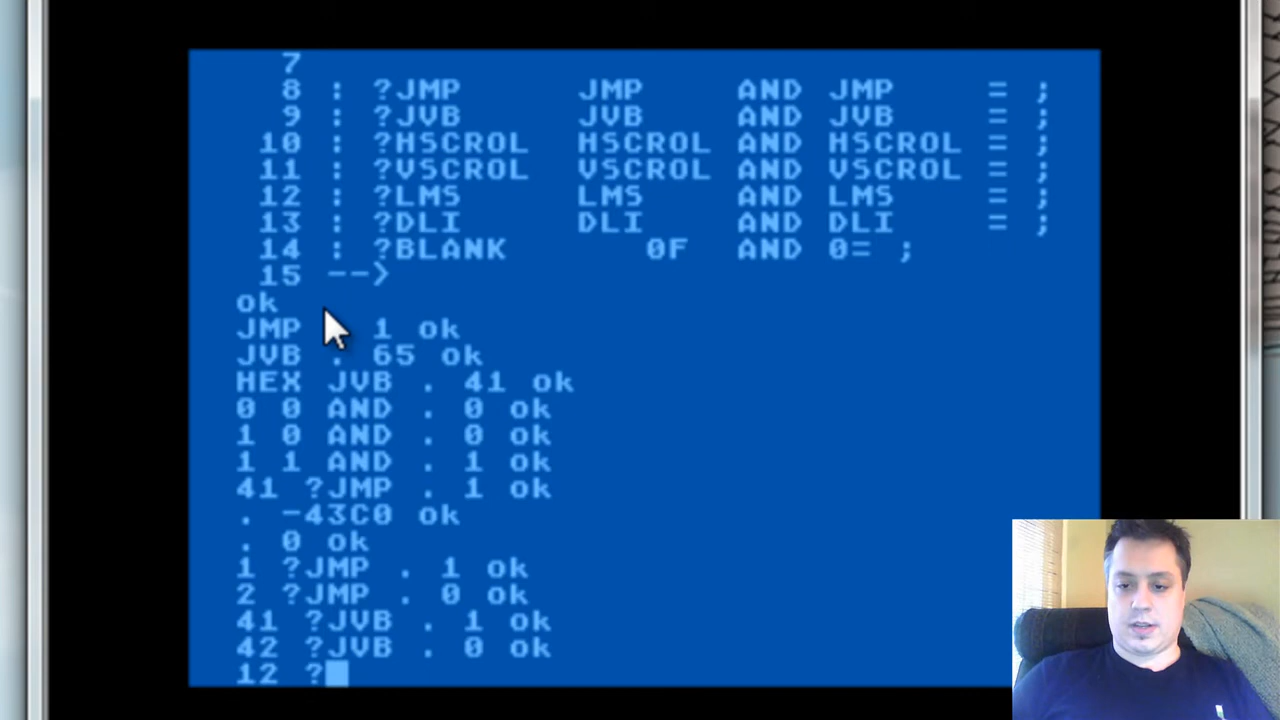 7
8 : ?JMP JMP AND JMP = ;
9 : ?JVB JVB AND JVB = ;
10 : ?HSCROL HSCROL AND HSCROL = ;
11 : ?VSCROL VSCROL AND VSCROL = ;
12 : ?LMS LMS AND LMS = ;
13 : ?DLI DLI AND DLI = ;
14 : ?BLANK 0F AND 0= ;
15 -->
ok
JMP 1 ok
JVB . 65 ok
HEX JVB . 41 ok
0 0 AND . 0 ok
1 0 AND . 0 ok
1 1 AND . 1 ok
41 ?JMP . 1 ok
. -43C0 ok
. 0 ok
1 ?JMP . 1 ok
2 ?JMP . 0 ok
41 ?JVB . 1 ok
42 ?JVB . 0 ok
12 ?